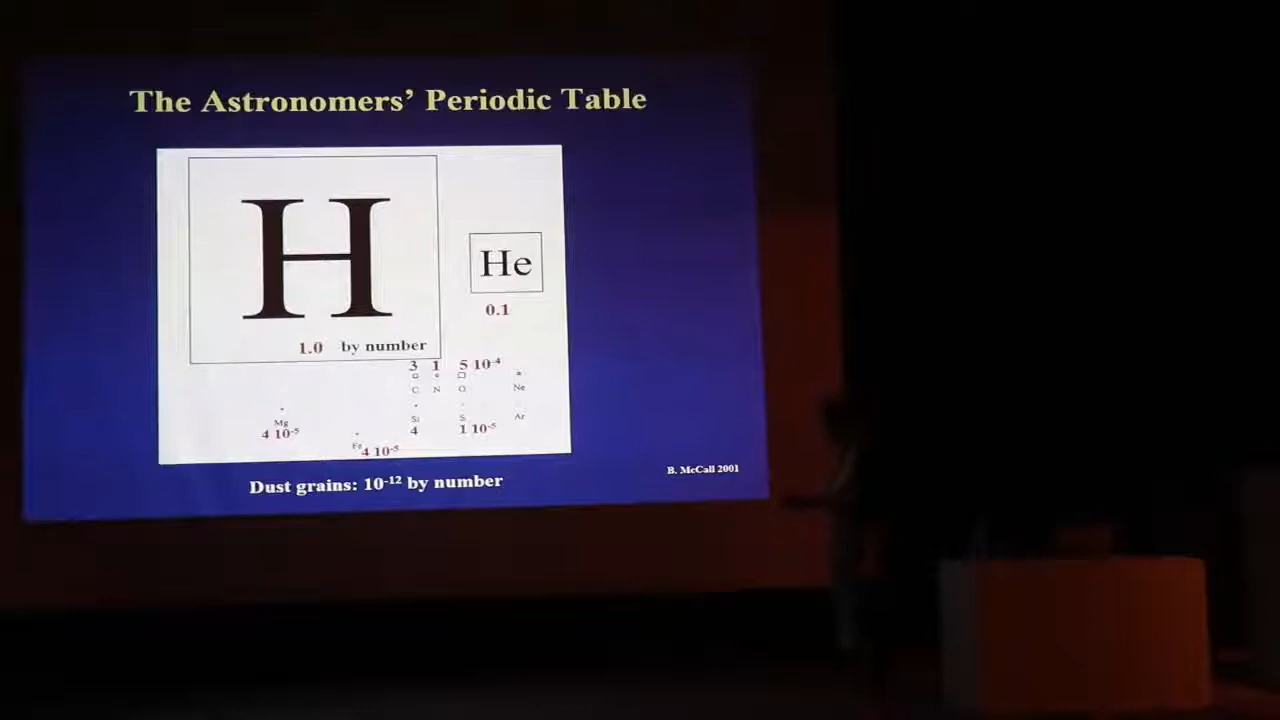 The Astronomers' Periodic Table
H
1.0 by number
He
0.1
3 1 5 10⁻⁴
C N O Ne
Mg Si S Ar
4 10⁻⁵ 4 1 10⁻⁵
Fe 4 10⁻⁵
Dust grains: 10⁻¹² by number
B. McCall 2001